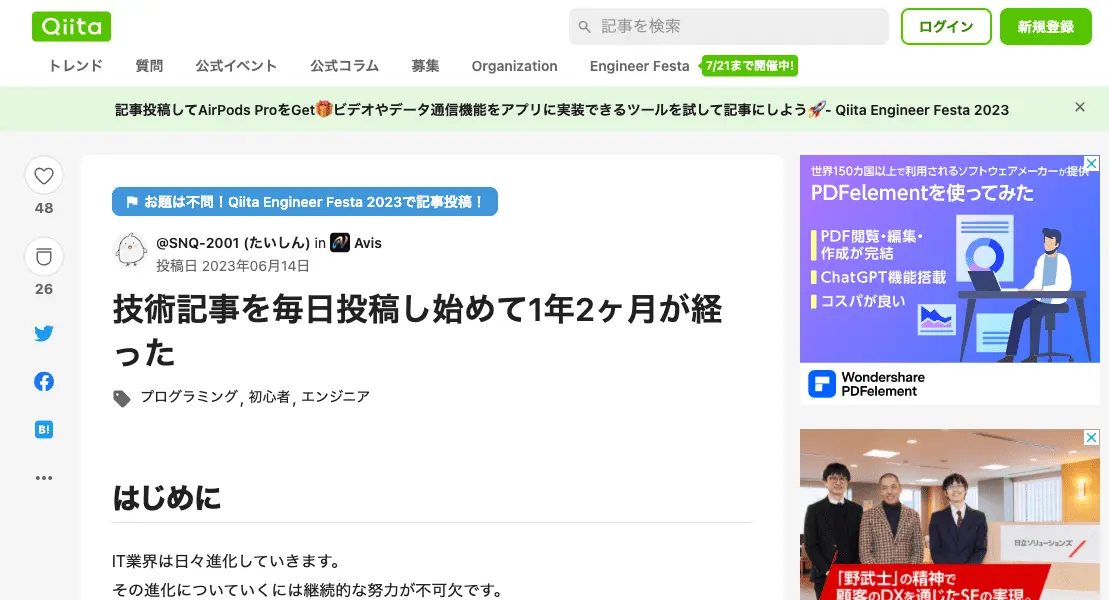 Qiita
記事を検索
ログイン
新規登録
トレンド 質問 公式イベント 公式コラム 募集 Organization Engineer Festa 7/21まで開催中!
記事投稿してAirPods ProをGet🎁ビデオやデータ通信機能をアプリに実装できるツールを試して記事にしよう🚀- Qiita Engineer Festa 2023
48
26
B!
お題は不問！Qiita Engineer Festa 2023で記事投稿！
@SNQ-2001 (たいしん) in Avis
投稿日 2023年06月14日
技術記事を毎日投稿し始めて1年2ヶ月が経
った
プログラミング, 初心者, エンジニア
はじめに
IT業界は日々進化していきます。
その進化についていくには継続的な努力が不可欠です。
世界150カ国以上で利用されるソフトウェアメーカーが提供
PDFelementを使ってみた
PDF閲覧・編集・
作成が完結
ChatGPT機能搭載
コスパが良い
Wondershare
PDFelement
日立ソリューションズ
「野武士」の精神で
顧客のDXを通じたSEの実現。